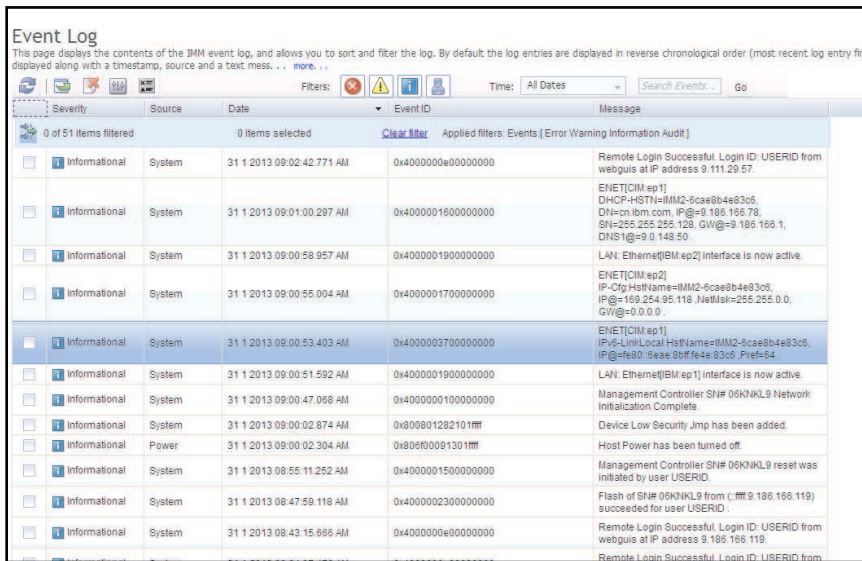 Event Log
This page displays the contents of the IMM event log, and allows you to sort and filter the log. By default the log entries are displayed in reverse chronological order (most recent log entry fir
displayed along with a timestamp, source and a text mess. . . more. . .
Filters: Time: All Dates Search Events. . Go
Severity Source Date Event ID Message
0 of 51 items filtered 0 items selected Clear filter Applied filters: Events:[ Error Warning Information Audit ]
Informational System 31 1 2013 09:02:42.771 AM 0x4000000e00000000 Remote Login Successful. Login ID: USERID from
webguis at IP address 9.111.29.57.
Informational System 31 1 2013 09:01:00.297 AM 0x4000001600000000 ENET[CIM:ep1]
DHCP-HSTN=IMM2-6cae8b4e83c6,
DN=cn.ibm.com, IP@=9.186.166.78,
SN=255.255.255.128, GW@=9.186.166.1,
DNS1@=9.0.148.50 .
Informational System 31 1 2013 09:00:58.957 AM 0x4000001900000000 LAN: Ethernet[IBM:ep2] interface is now active.
Informational System 31 1 2013 09:00:55.004 AM 0x4000001700000000 ENET[CIM:ep2]
IP-Cfg:HstName=IMM2-6cae8b4e83c6,
IP@=169.254.95.118 ,NetMsk=255.255.0.0,
GW@=0.0.0.0 .
Informational System 31 1 2013 09:00:53.403 AM 0x4000003700000000 ENET[CIM:ep1]
IPv6-LinkLocal:HstName=IMM2-6cae8b4e83c6,
IP@=fe80::6eae:8bff:fe4e:83c6 ,Pref=64 .
Informational System 31 1 2013 09:00:51.592 AM 0x4000001900000000 LAN: Ethernet[IBM:ep1] interface is now active.
Informational System 31 1 2013 09:00:47.068 AM 0x4000000100000000 Management Controller SN# 06KNKL9 Network
Initialization Complete.
Informational System 31 1 2013 09:00:02.874 AM 0x800801282101ffff Device Low Security Jmp has been added.
Informational Power 31 1 2013 09:00:02.304 AM 0x806f00091301ffff Host Power has been turned off.
Informational System 31 1 2013 08:55:11.252 AM 0x4000001500000000 Management Controller SN# 06KNKL9 reset was
initiated by user USERID.
Informational System 31 1 2013 08:47:59.118 AM 0x4000002300000000 Flash of SN# 06KNKL9 from (::ffff:9.186.166.119)
succeeded for user USERID .
Informational System 31 1 2013 08:43:15.666 AM 0x4000000e00000000 Remote Login Successful. Login ID: USERID from
webguis at IP address 9.186.166.119.
Remote Login Successful. Login ID: USERID from